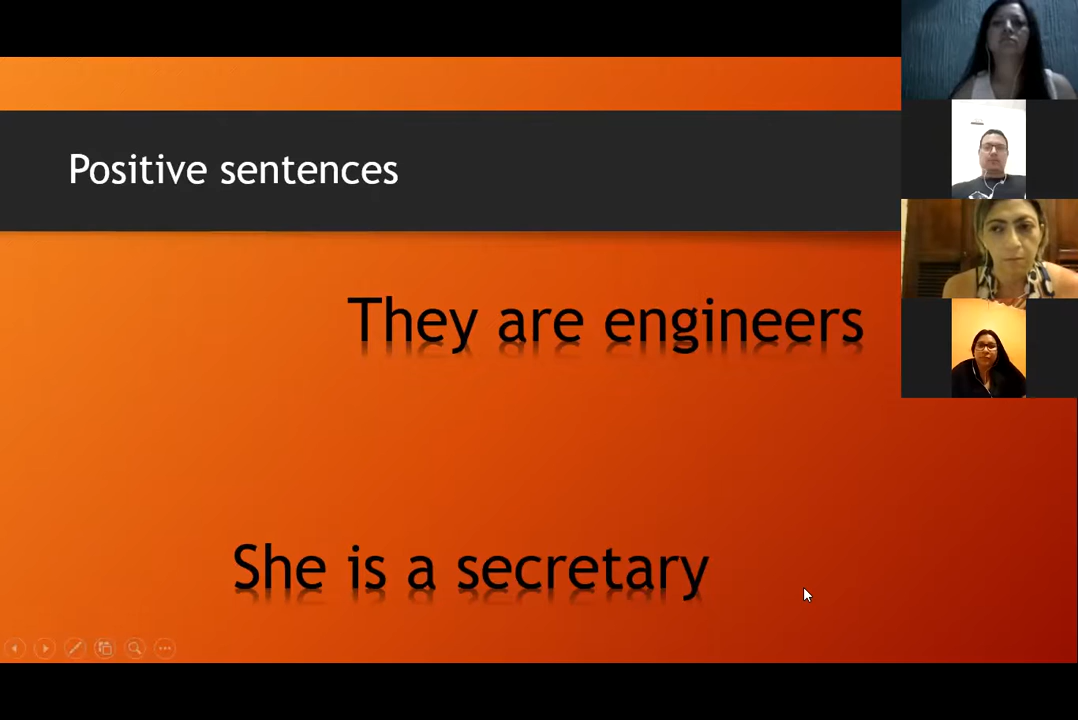 Positive sentences
They are engineers
She is a secretary